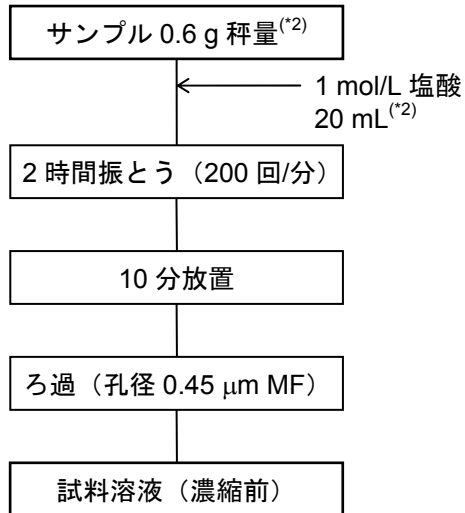 サンプル 0.6 g 秤量(*2)
1 mol/L 塩酸
20 mL(*2)
2 時間振とう（200 回/分）
10 分放置
ろ過（孔径 0.45 μm MF）
試料溶液（濃縮前）